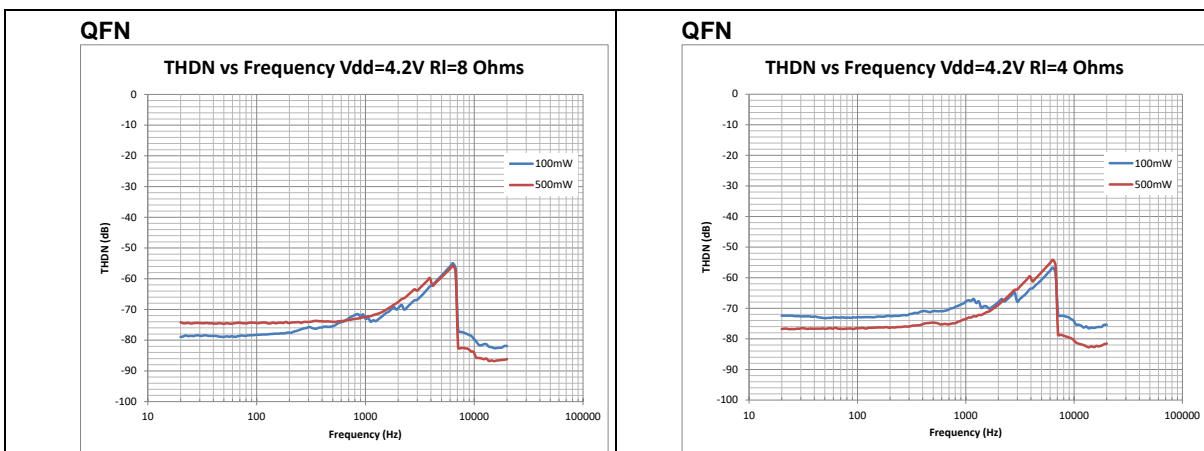 QFN
THDN vs Frequency Vdd=4.2V Rl=8 Ohms
0
-10
-20
-30
-40
-50
-60
-70
-80
-90
-100
THDN (dB)
100mW
500mW
10
100
1000
10000
100000
Frequency (Hz)
QFN
THDN vs Frequency Vdd=4.2V Rl=4 Ohms
0
-10
-20
-30
-40
-50
-60
-70
-80
-90
-100
THDN (dB)
100mW
500mW
10
100
1000
10000
100000
Frequency (Hz)